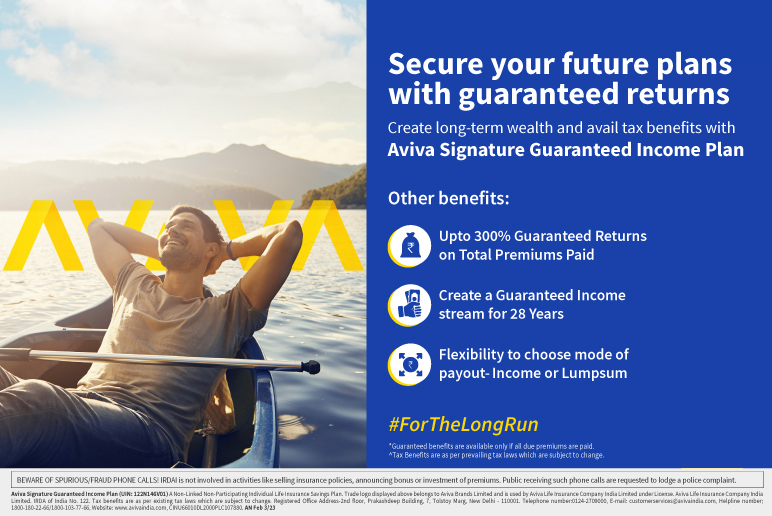 AVIVA
Secure your future plans
with guaranteed returns
Create long-term wealth and avail tax benefits with
Aviva Signature Guaranteed Income Plan
Other benefits:
₹
Upto 300% Guaranteed Returns
on Total Premiums Paid
Create a Guaranteed Income
stream for 28 Years
₹
Flexibility to choose mode of
payout- Income or Lumpsum
#ForTheLongRun
*Guaranteed benefits are available only if all due premiums are paid.
^Tax Benefits are as per prevailing tax laws which are subject to change.
BEWARE OF SPURIOUS/FRAUD PHONE CALLS: IRDAI is not involved in activities like selling insurance policies, announcing bonus or investment of premiums. Public receiving such phone calls are requested to lodge a police complaint.
Aviva Signature Guaranteed Income Plan (UIN: 122N146V01) A Non-Linked Non-Participating Individual Life Insurance Savings Plan. Trade logo displayed above belongs to Aviva Brands Limited and is used by Aviva Life Insurance Company India Limited under License. Aviva Life Insurance Company India
Limited. IRDA of India No. 122. Tax benefits are as per existing tax laws which are subject to change. Registered Office Address-2nd floor, Prakashdeep Building, 7, Tolstoy Marg, New Delhi - 110001. Telephone number:0124-2709000, E-mail: customerservices@avivaindia.com, Helpline number:
1800-180-22-66/1800-103-77-66, Website: www.avivaindia.com, CINU66010DL2000PLC107880. AN Feb 3/23